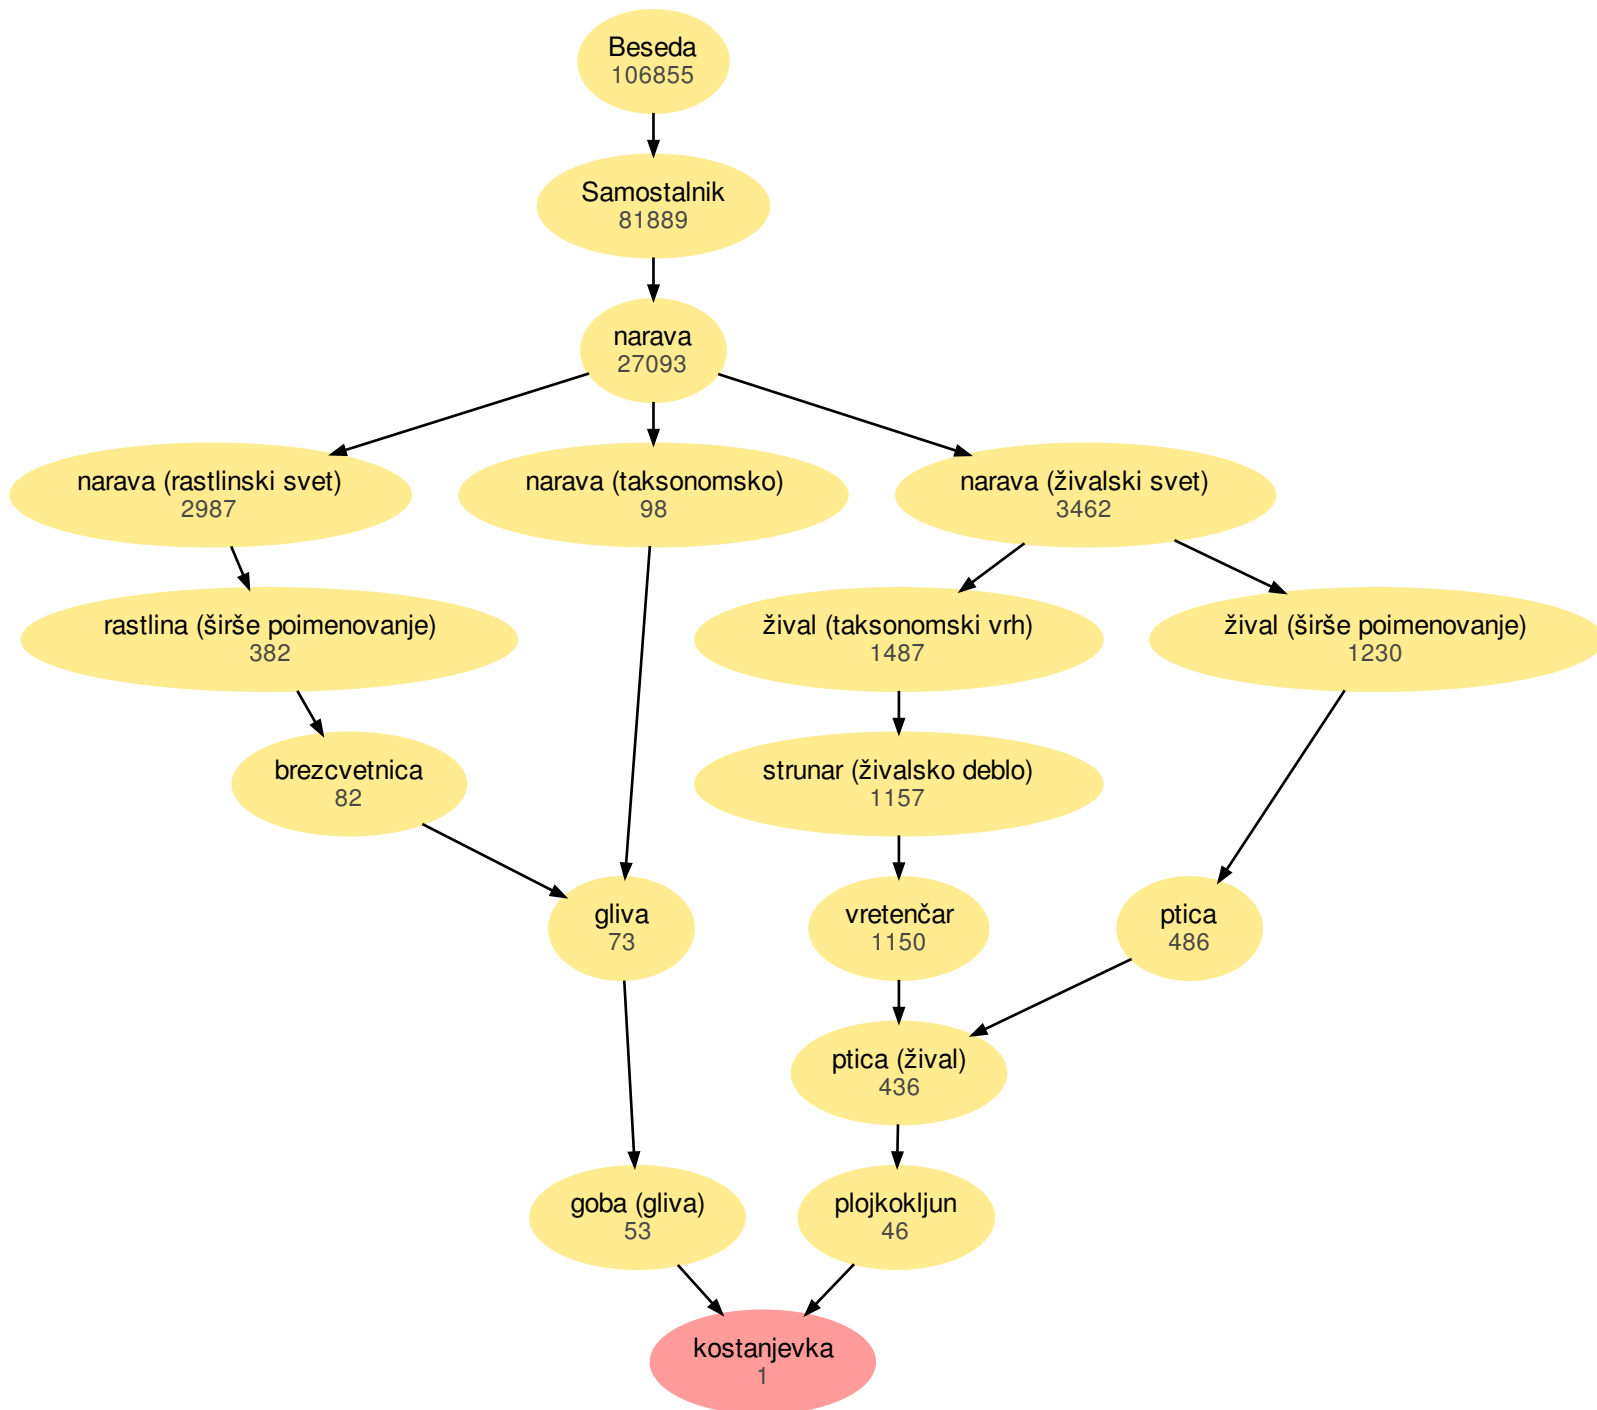 Beseda
106855
Samostalnik
81889
narava
27093
narava (rastlinski svet)
2987
narava (taksonomsko)
98
narava (živalski svet)
3462
rastlina (širše poimenovanje)
382
žival (taksonomski vrh)
1487
žival (širše poimenovanje)
1230
brezcvetnica
82
strunar (živalsko deblo)
1157
gliva
73
vretenčar
1150
ptica
486
ptica (žival)
436
goba (gliva)
53
plojkokljun
46
kostanjevka
1